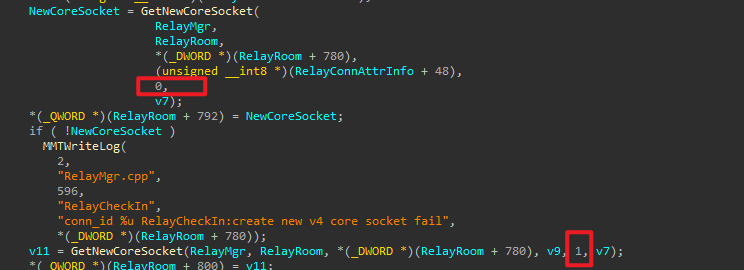 NewCoreSocket = GetNewCoreSocket(
RelayMgr,
RelayRoom,
*(_DWORD *)(RelayRoom + 780),
(unsigned __int8 *)(RelayConnAttrInfo + 48),
0,
v7);
*(_QWORD *)(RelayRoom + 792) = NewCoreSocket;
if ( !NewCoreSocket )
MMTWriteLog(
2,
"RelayMgr.cpp",
596,
"RelayCheckIn",
"conn_id %u RelayCheckIn:create new v4 core socket fail",
*(_DWORD *)(RelayRoom + 780));
v11 = GetNewCoreSocket(RelayMgr, RelayRoom, *(_DWORD *)(RelayRoom + 780), v9, 1, v7);
*(_QWORD *)(RelayRoom + 800) = v11;